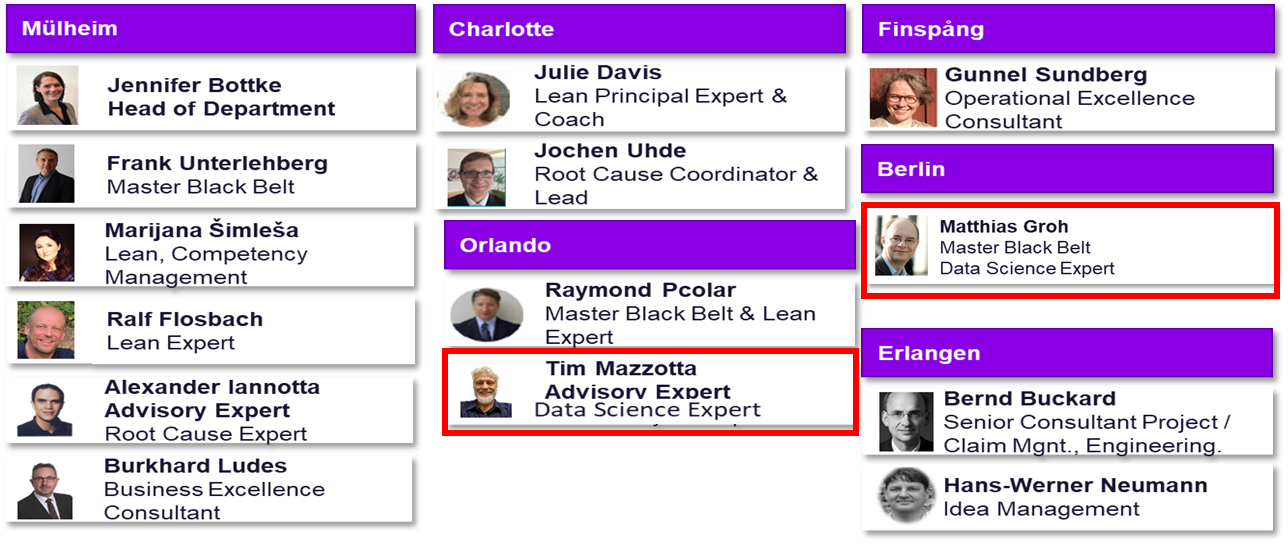 Mülheim
Jennifer Bottke
Head of Department
Frank Unterlehberg
Master Black Belt
Marijana Šimleša
Lean, Competency
Management
Ralf Flosbach
Lean Expert
Alexander Iannotta
Advisory Expert
Root Cause Expert
Burkhard Ludes
Business Excellence
Consultant
Charlotte
Julie Davis
Lean Principal Expert &
Coach
Jochen Uhde
Root Cause Coordinator &
Lead
Orlando
Raymond Pcolar
Master Black Belt & Lean
Expert
Tim Mazzotta
Advisory Expert
Data Science Expert
Finspång
Gunnel Sundberg
Operational Excellence
Consultant
Berlin
Matthias Groh
Master Black Belt
Data Science Expert
Erlangen
Bernd Buckard
Senior Consultant Project /
Claim Mgnt., Engineering.
Hans-Werner Neumann
Idea Management